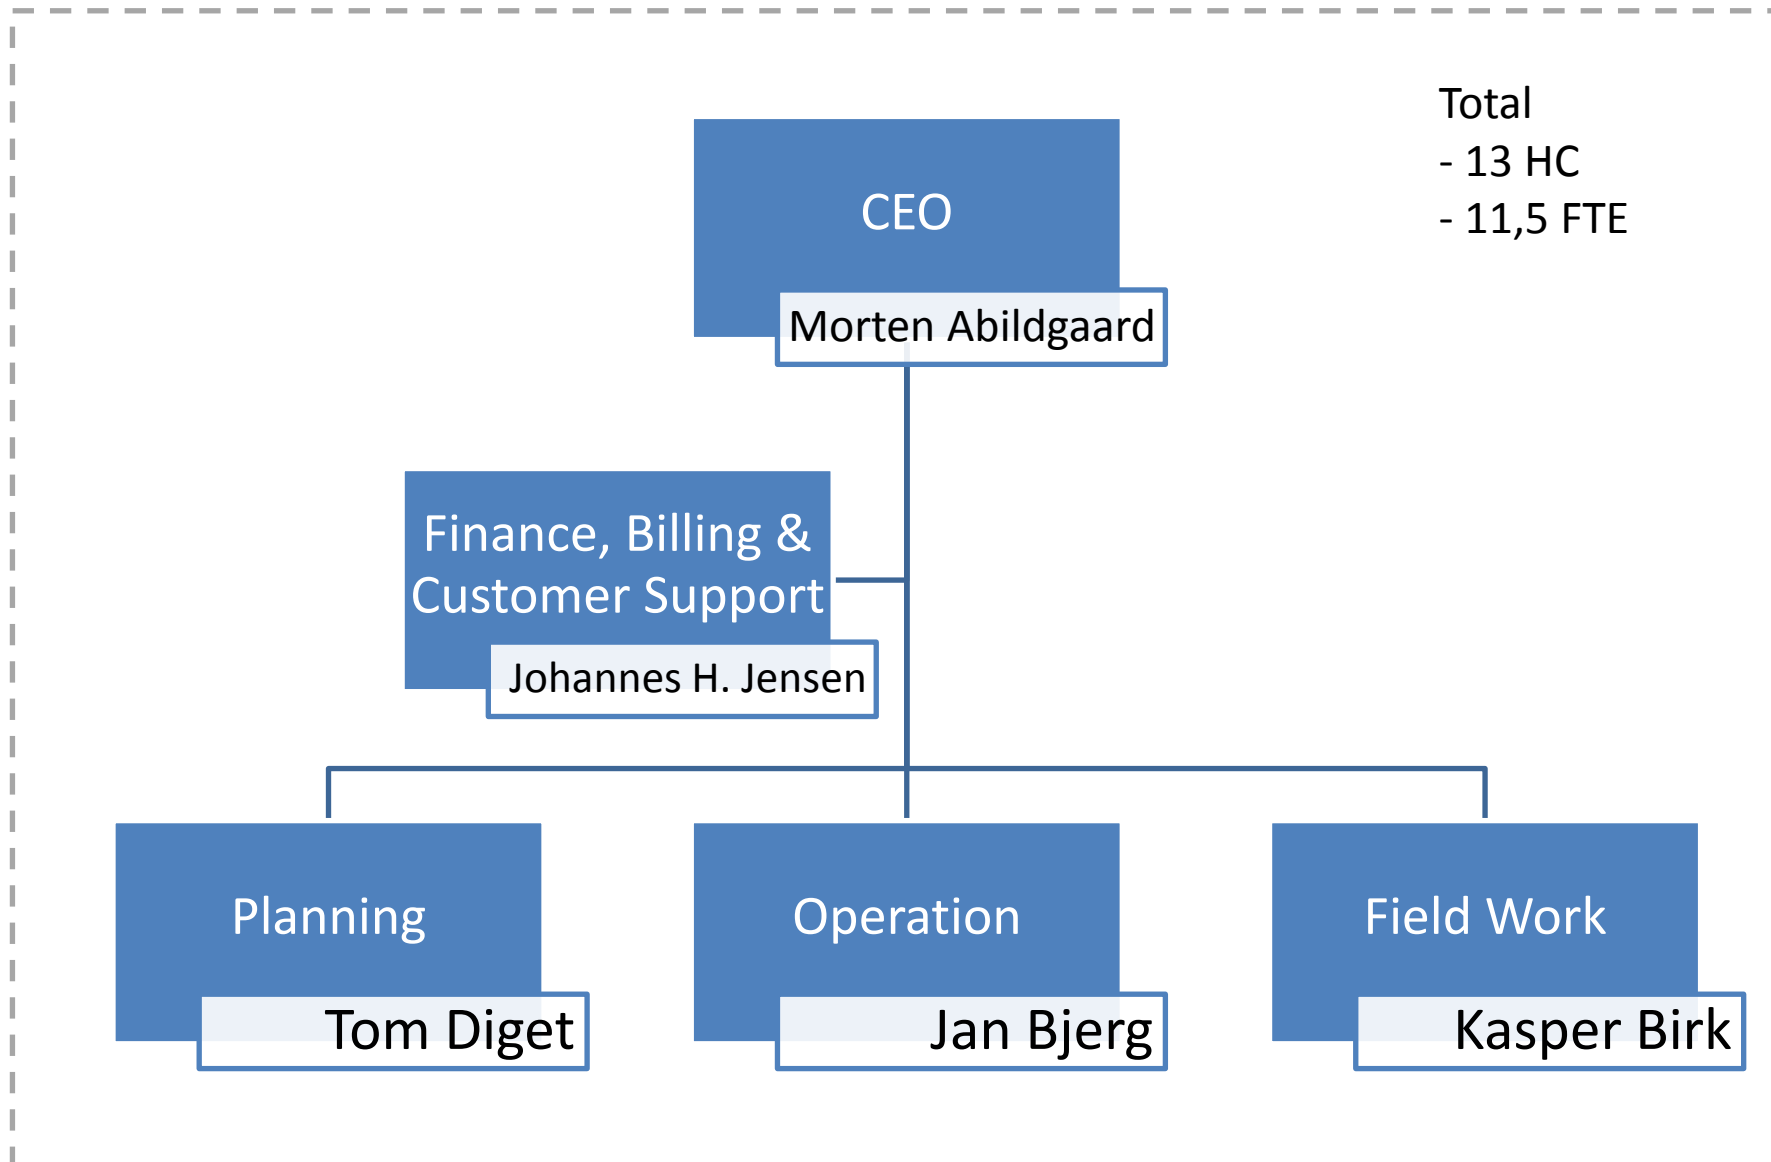 Total
- 13 HC
- 11,5 FTE
CEO
Morten Abildgaard
Finance, Billing &
Customer Support
Johannes H. Jensen
Planning
Tom Diget
Operation
Jan Bjerg
Field Work
Kasper Birk